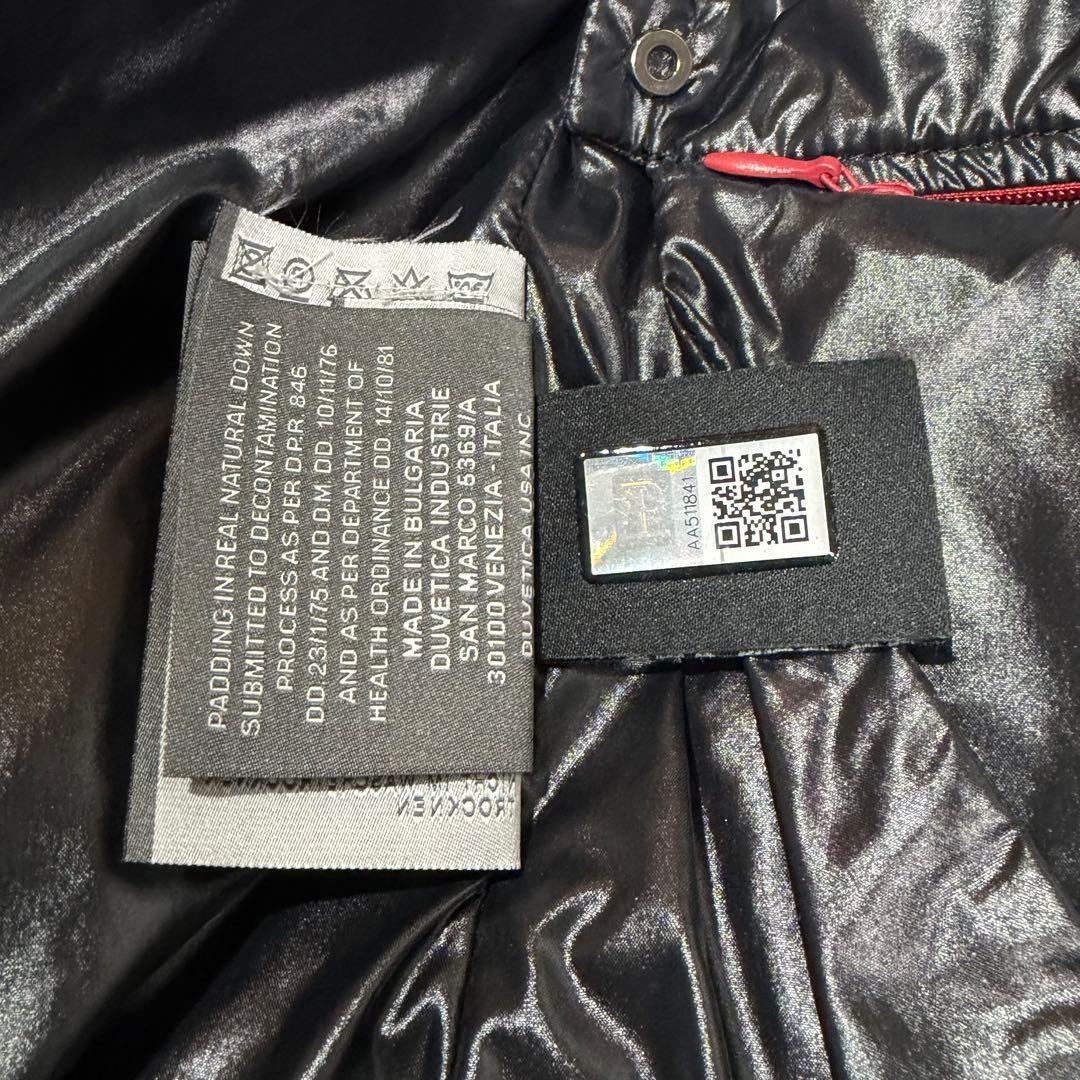 PADDING IN REAL NATURAL DOWN
SUBMITTED TO DECONTAMINATION
PROCESS AS PER D.P.R. 846
DD. 23/1/75 AND D.M. DD. 10/11/76
AND AS PER DEPARTMENT OF
HEALTH ORDINANCE DD. 14/10/81
MADE IN BULGARIA
DUVETICA INDUSTRIE
SAN MARCO 5369/A
30100 VENEZIA - ITALIA
DUVETICA USA INC
TROCKNEN
AA511841